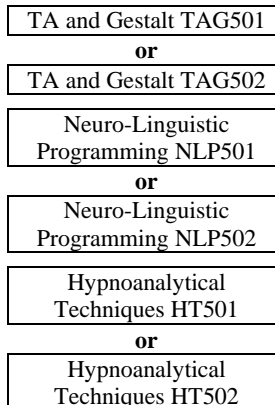 TA and Gestalt TAG501
or
TA and Gestalt TAG502
Neuro-Linguistic
Programming NLP501
or
Neuro-Linguistic
Programming NLP502
Hypnoanalytical
Techniques HT501
or
Hypnoanalytical
Techniques HT502